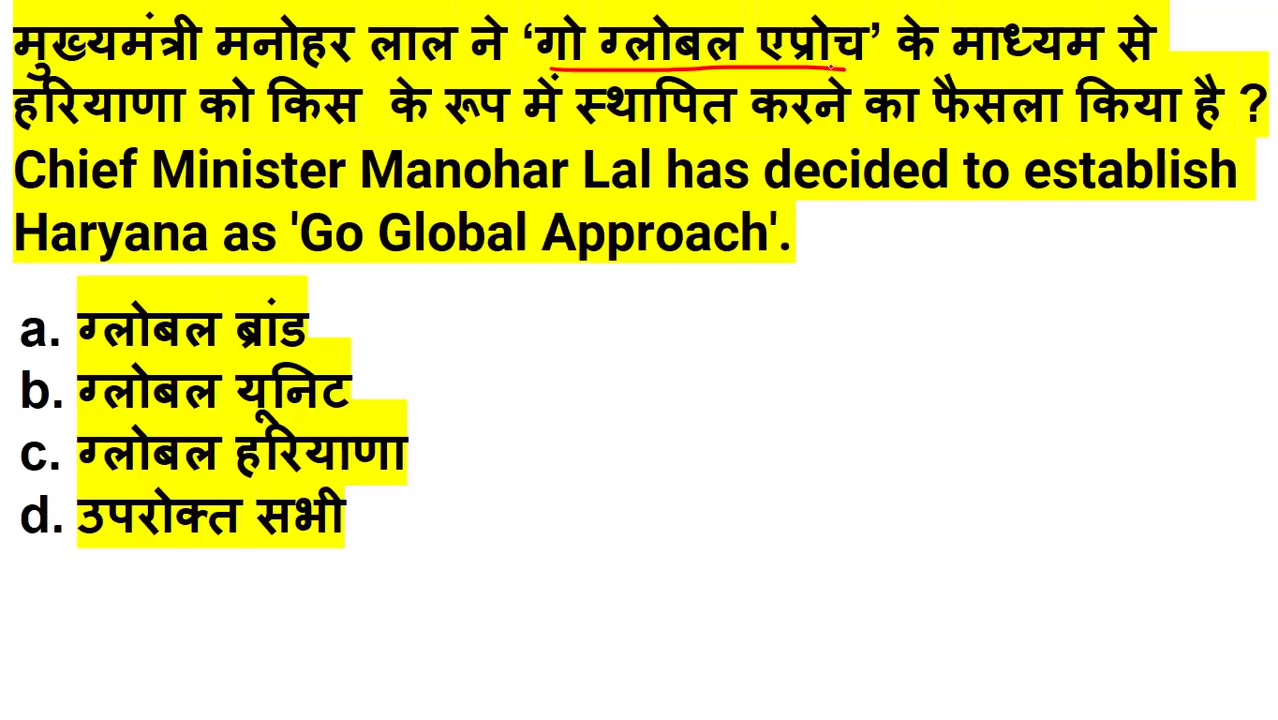 मुख्यमंत्री मनोहर लाल ने ‘गो ग्लोबल एप्रोच’ के माध्यम से
हरियाणा को किस के रूप में स्थापित करने का फैसला किया है ?
Chief Minister Manohar Lal has decided to establish
Haryana as 'Go Global Approach'.
a. ग्लोबल ब्रांड
b. ग्लोबल यूनिट
c. ग्लोबल हरियाणा
d. उपरोक्त सभी